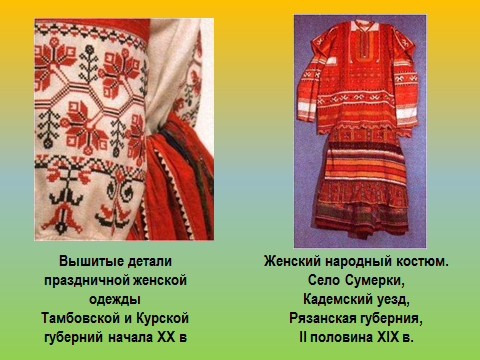 Вышитые детали
праздничной женской
одежды
Тамбовской и Курской
губерний начала XX в
Женский народный костюм.
Село Сумерки,
Кадемский уезд,
Рязанская губерния,
II половина XIX в.